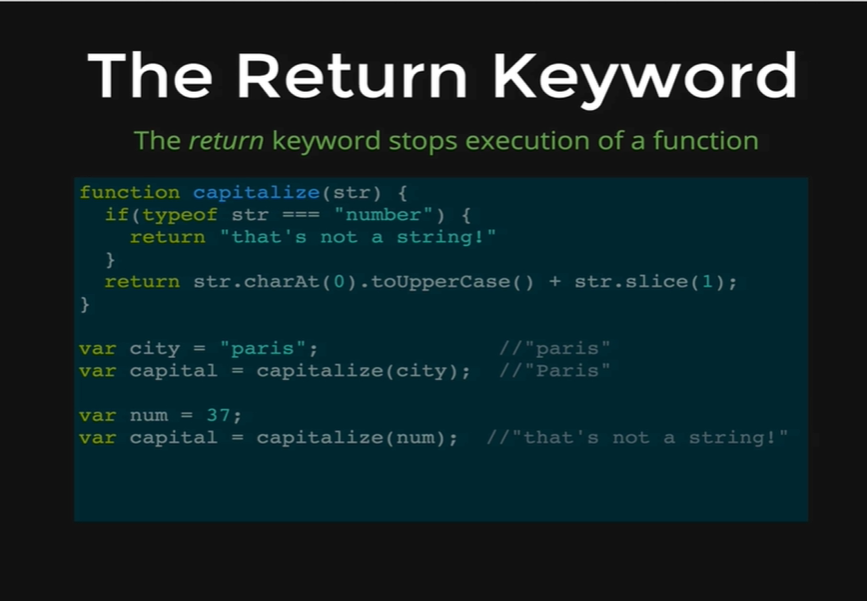 The Return Keyword
The return keyword stops execution of a function
function capitalize(str) {
  if(typeof str === "number") {
    return "that's not a string!"
  }
  return str.charAt(0).toUpperCase() + str.slice(1);
}
var city = "paris";              //"paris"
var capital = capitalize(city);  //"Paris"
var num = 37;
var capital = capitalize(num);  //"that's not a string!"